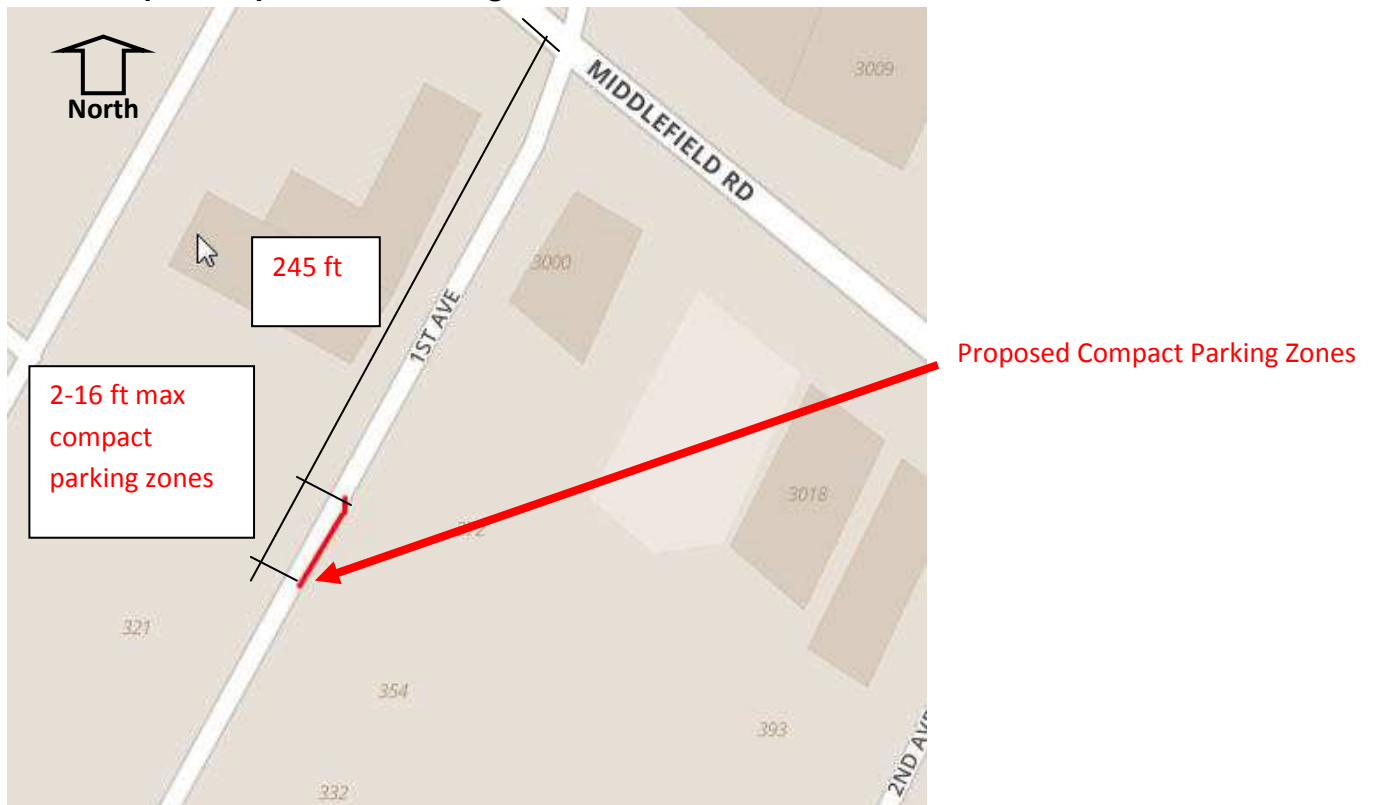 North
MIDDLEFIELD RD
3009
245 ft
3000
1ST AVE
Proposed Compact Parking Zones
2-16 ft max
compact
parking zones
3018
321
354
393
2ND AVE
332